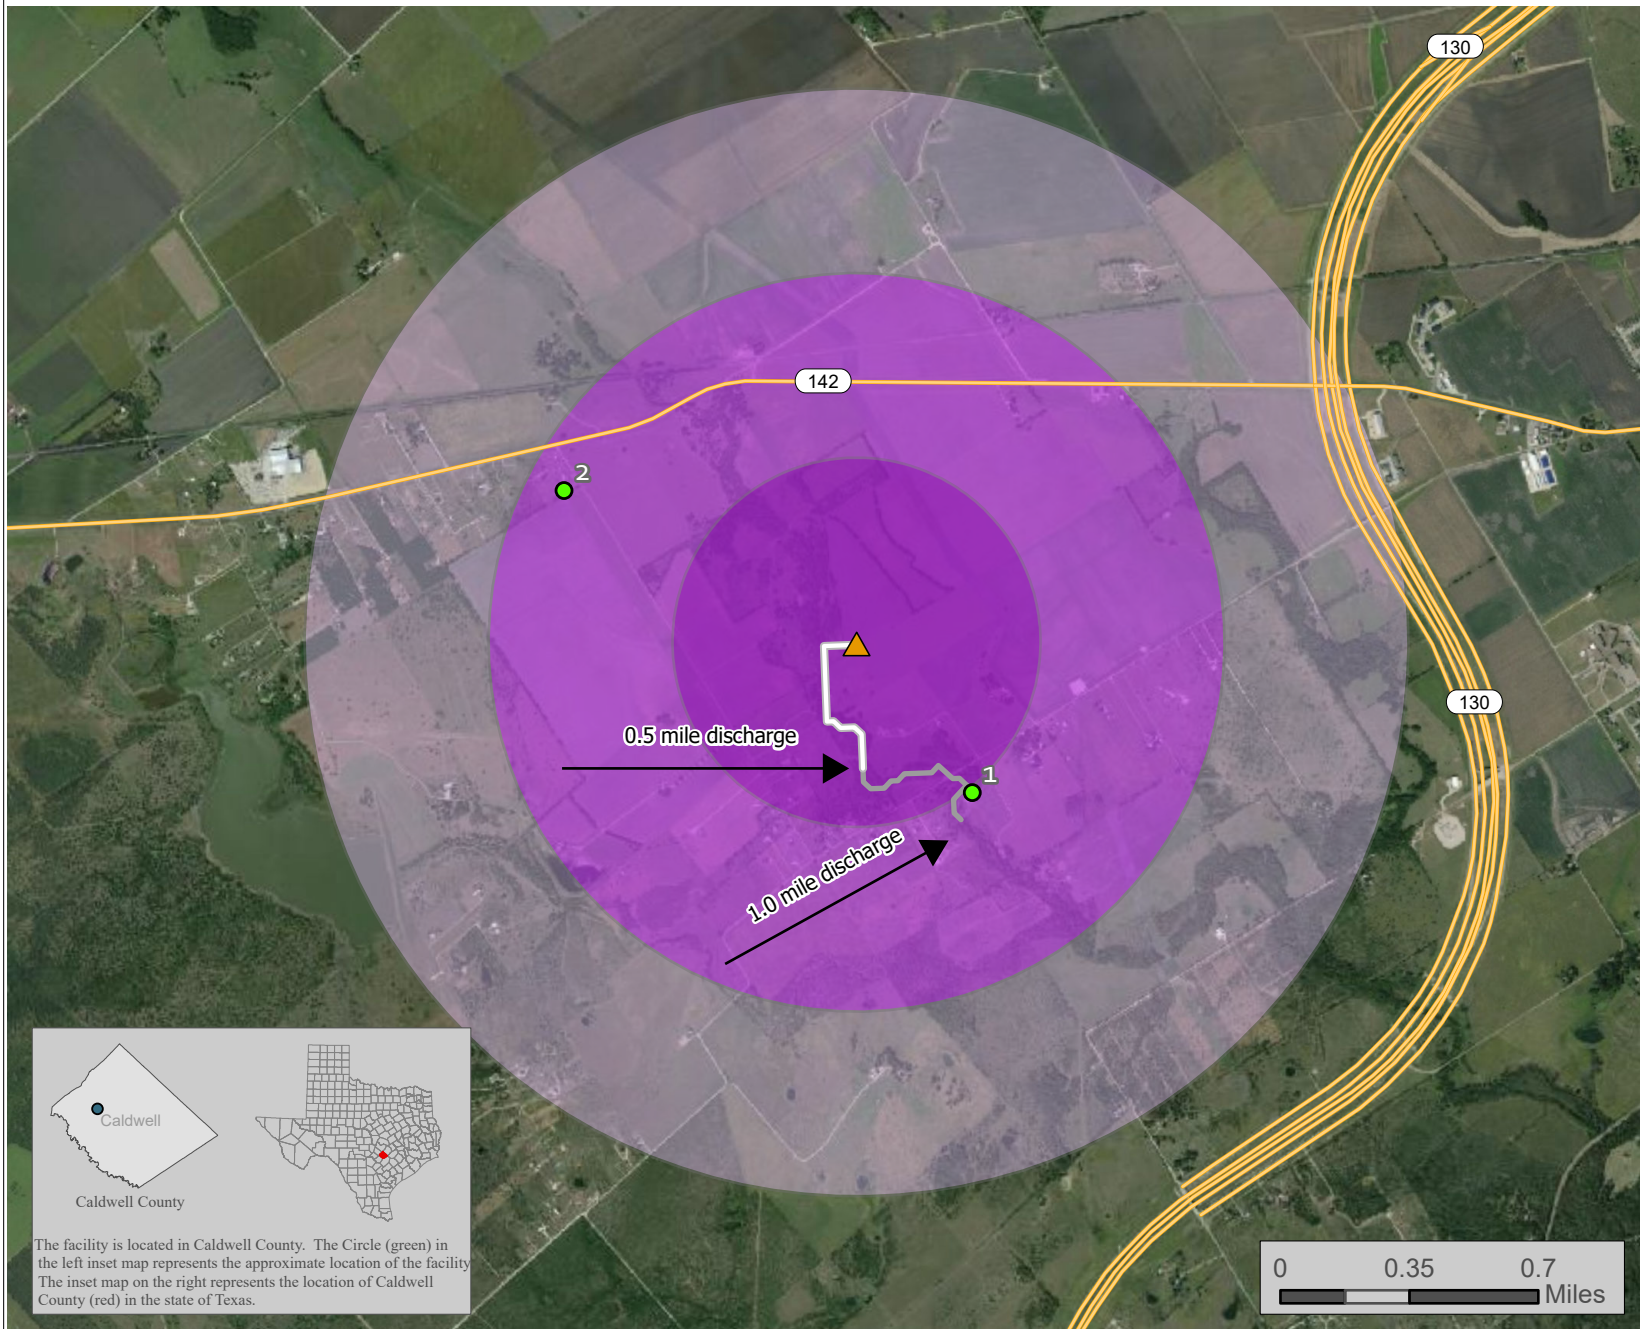 130
142
2
0.5 mile discharge
130
1
1.0 mile discharge
Caldwell
Caldwell County
The facility is located in Caldwell County. The Circle (green) in
the left inset map represents the approximate location of the facility
The inset map on the right represents the location of Caldwell
County (red) in the state of Texas.
0 0.35 0.7
Miles